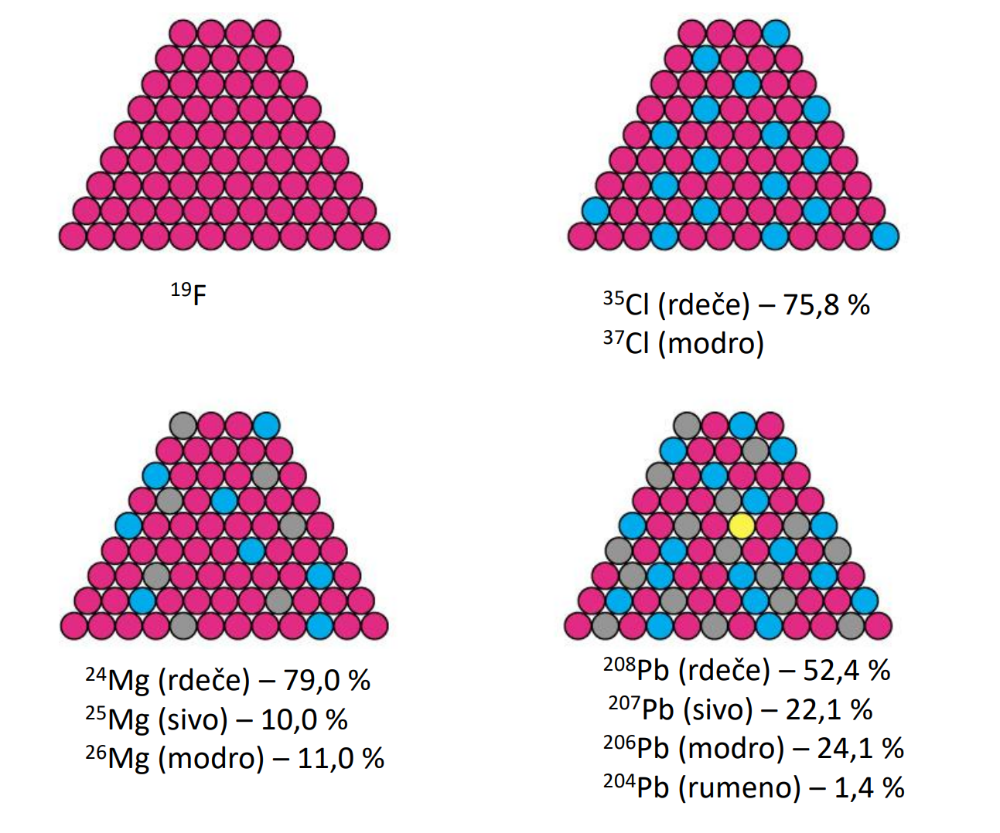 ¹⁹F
³⁵Cl (rdeče) – 75,8 %
³⁷Cl (modro)
²⁴Mg (rdeče) – 79,0 %
²⁵Mg (sivo) – 10,0 %
²⁶Mg (modro) – 11,0 %
²⁰⁸Pb (rdeče) – 52,4 %
²⁰⁷Pb (sivo) – 22,1 %
²⁰⁶Pb (modro) – 24,1 %
²⁰⁴Pb (rumeno) – 1,4 %